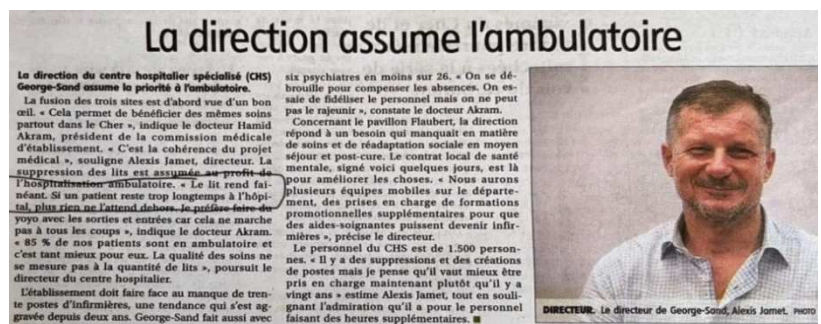 La direction assume l'ambulatoire
La direction du centre hospitalier spécialisé (CHS)
George-Sand assume la priorité à l'ambulatoire.
La fusion des trois sites est d'abord vue d'un bon
œil. « Cela permet de bénéficier des mêmes soins
partout dans le Cher », indique le docteur Hamid
Akram, président de la commission médicale
d'établissement. « C'est la cohérence du projet
médical », souligne Alexis Jamet, directeur. La
suppression des lits est assumée au profit de
l'hospitalisation ambulatoire. « Le lit rend fai-
néant. Si un patient reste trop longtemps à l'hôpi-
tal, plus rien ne l'attend dehors. Je préfère faire du
yoyo avec les sorties et entrées car cela ne marche
pas à tous les coups », indique le docteur Akram.
« 85 % de nos patients sont en ambulatoire et
c'est tant mieux pour eux. La qualité des soins ne
se mesure pas à la quantité de lits », poursuit le
directeur du centre hospitalier.
L'établissement doit faire face au manque de tren-
te postes d'infirmières, une tendance qui s'est ag-
gravée depuis deux ans. George-Sand fait aussi avec
six psychiatres en moins sur 26. « On se dé-
brouille pour compenser les absences. On es-
saie de fidéliser le personnel mais on ne peut
pas le rajeunir », constate le docteur Akram.
Concernant le pavillon Flaubert, la direction
répond à un besoin qui manquait en matière
de soins et de réadaptation sociale en moyen
séjour et post-cure. Le contrat local de santé
mentale, signé voici quelques jours, est là
pour améliorer les choses. « Nous aurons
plusieurs équipes mobiles sur le départe-
ment, des prises en charge de formations
promotionnelles supplémentaires pour que
des aides-soignantes puissent devenir infir-
mières », précise le directeur.
Le personnel du CHS est de 1.500 person-
nes. « Il y a des suppressions et des créations
de postes mais je pense qu'il vaut mieux être
pris en charge maintenant plutôt qu'il y a
vingt ans » estime Alexis Jamet, tout en souli-
gnant l'admiration qu'il a pour le personnel
faisant des heures supplémentaires. ■
DIRECTEUR. Le directeur de George-Sand, Alexis Jamet. PHOTO